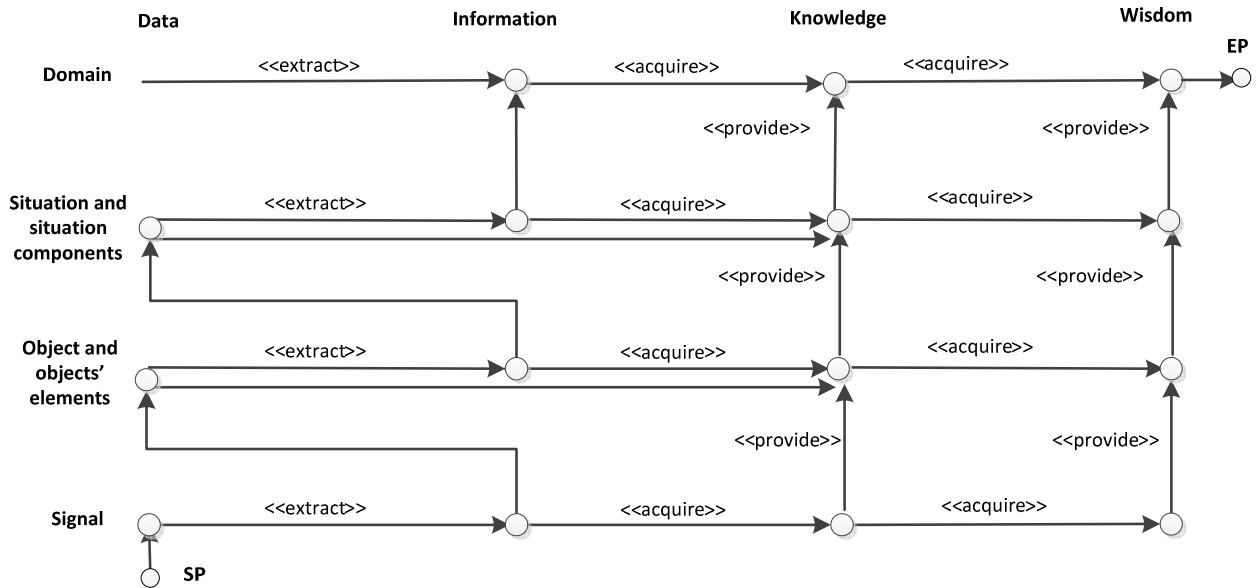 Data
Information
Knowledge
Wisdom
EP
Domain
<<extract>>
<<acquire>>
<<acquire>>
<<provide>>
<<provide>>
Situation and
situation
components
<<extract>>
<<acquire>>
<<acquire>>
<<provide>>
<<provide>>
Object and
objects’
elements
<<extract>>
<<acquire>>
<<acquire>>
<<provide>>
<<provide>>
Signal
<<extract>>
<<acquire>>
<<acquire>>
SP